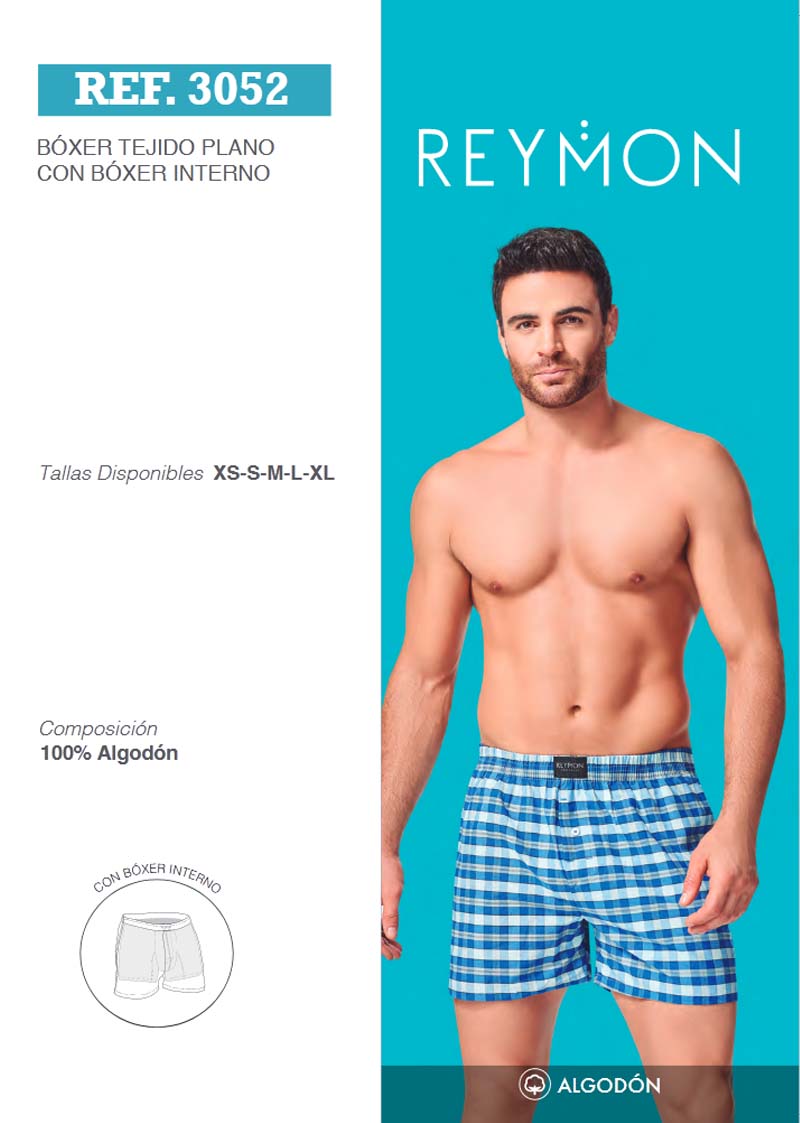 REF. 3052
BÓXER TEJIDO PLANO
CON BÓXER INTERNO
REYMON
Tallas Disponibles XS-S-M-L-XL
Composición
100% Algodón
REYMON
CON BÓXER INTERNO
ALGODÓN